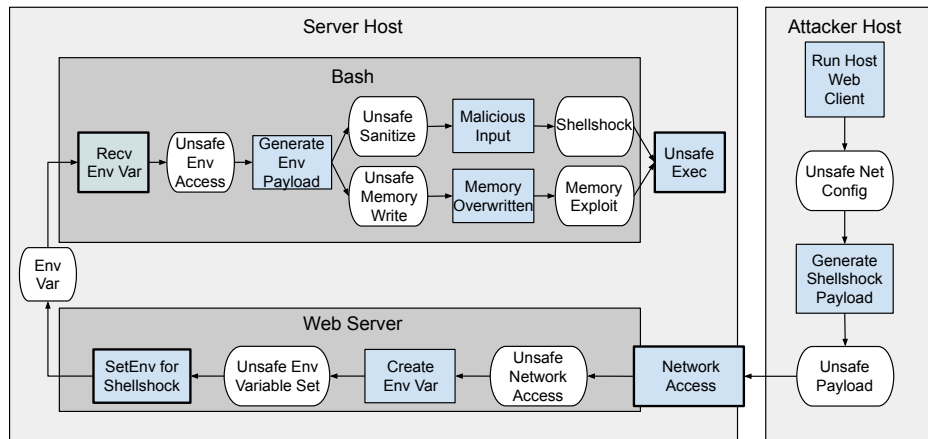 Server Host
Attacker Host
Bash
Run Host
Web
Client
Recv
Env Var
Unsafe
Env
Access
Generate
Env
Payload
Unsafe
Sanitize
Malicious
Input
Shellshock
Unsafe
Memory
Write
Memory
Overwritten
Memory
Exploit
Unsafe
Exec
Unsafe Net
Config
Generate
Shellshock
Payload
Env
Var
Web Server
SetEnv for
Shellshock
Unsafe Env
Variable Set
Create
Env Var
Unsafe
Network
Access
Network
Access
Unsafe
Payload